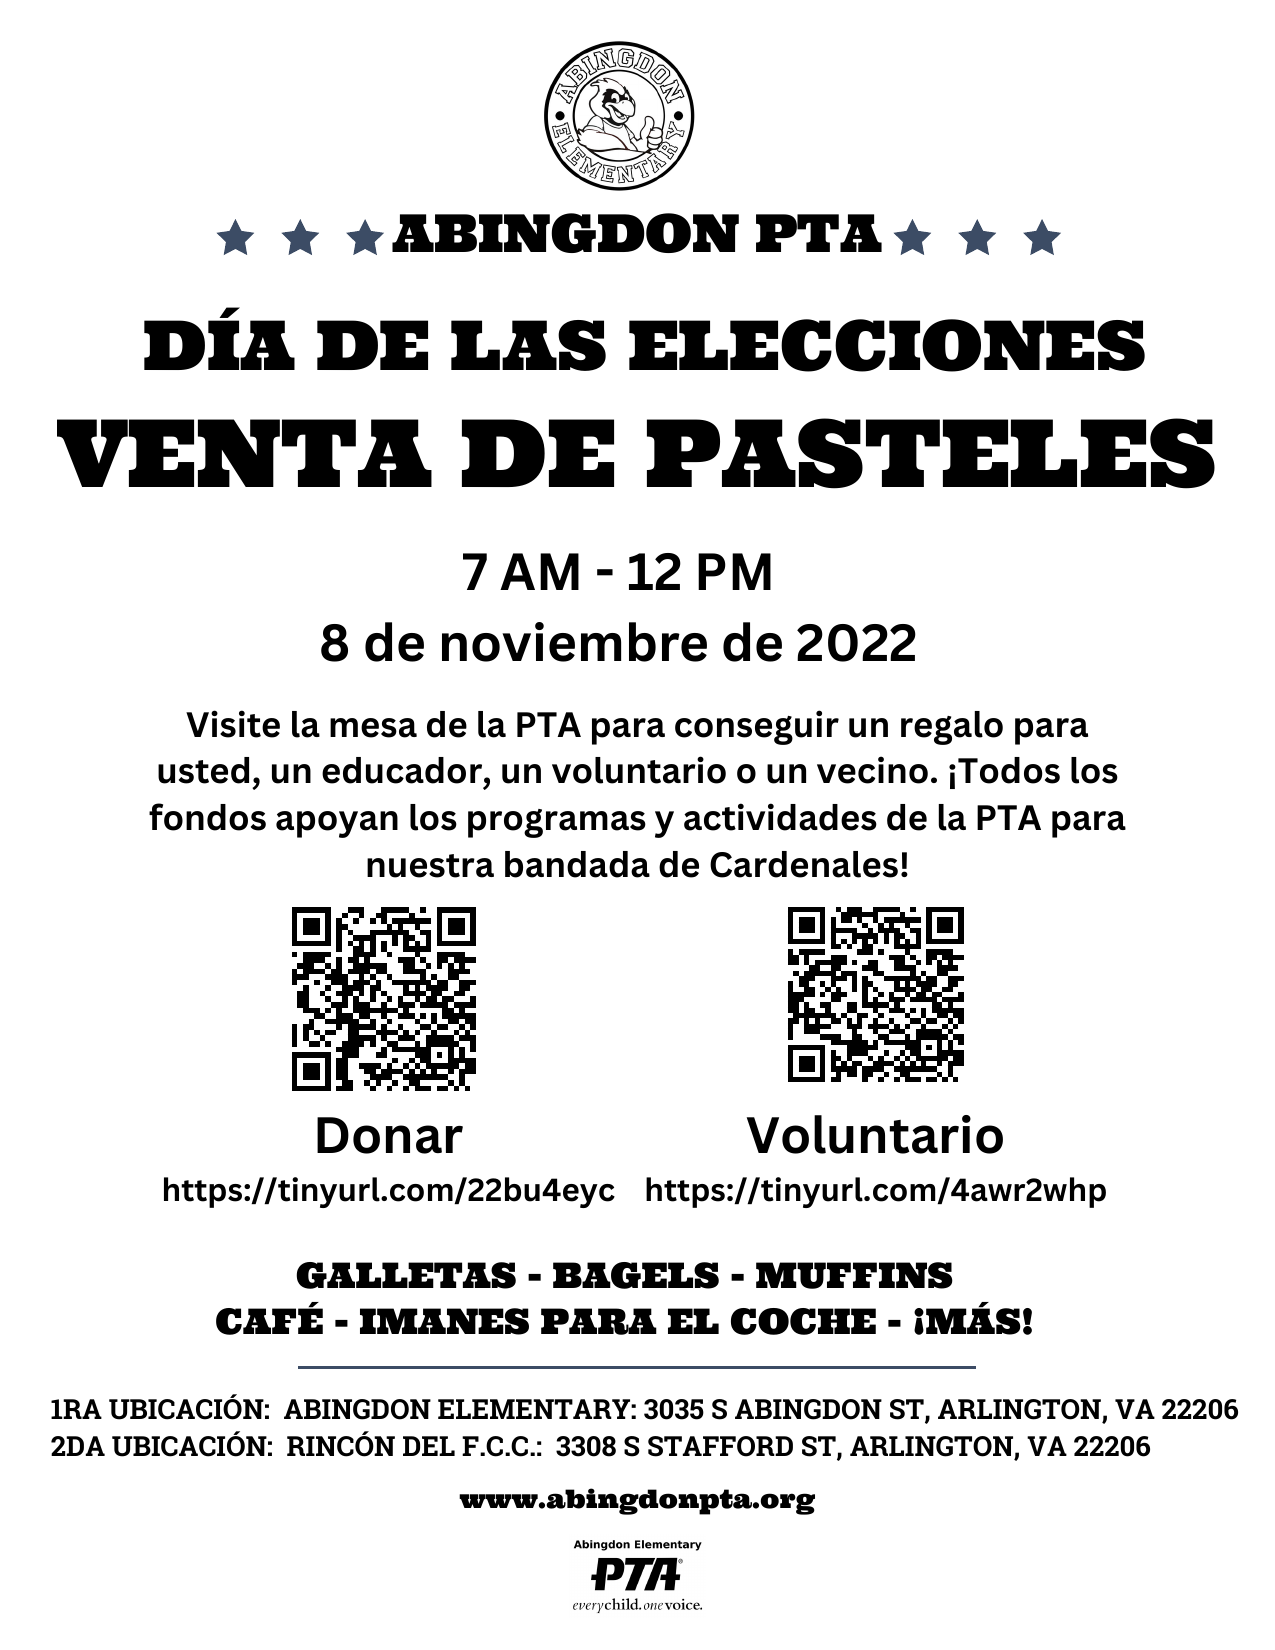 ABINGDON
ELEMENTARY
ABINGDON PTA
DÍA DE LAS ELECCIONES
VENTA DE PASTELES
7 AM - 12 PM
8 de noviembre de 2022
Visite la mesa de la PTA para conseguir un regalo para
usted, un educador, un voluntario o un vecino. ¡Todos los
fondos apoyan los programas y actividades de la PTA para
nuestra bandada de Cardenales!
Donar
Voluntario
https://tinyurl.com/22bu4eyc
https://tinyurl.com/4awr2whp
GALLETAS - BAGELS - MUFFINS
CAFÉ - IMANES PARA EL COCHE - ¡MÁS!
1RA UBICACIÓN: ABINGDON ELEMENTARY: 3035 S ABINGDON ST, ARLINGTON, VA 22206
2DA UBICACIÓN: RINCÓN DEL F.C.C.: 3308 S STAFFORD ST, ARLINGTON, VA 22206
www.abingdonpta.org
Abingdon Elementary
PTA®
everychild.onevoice.